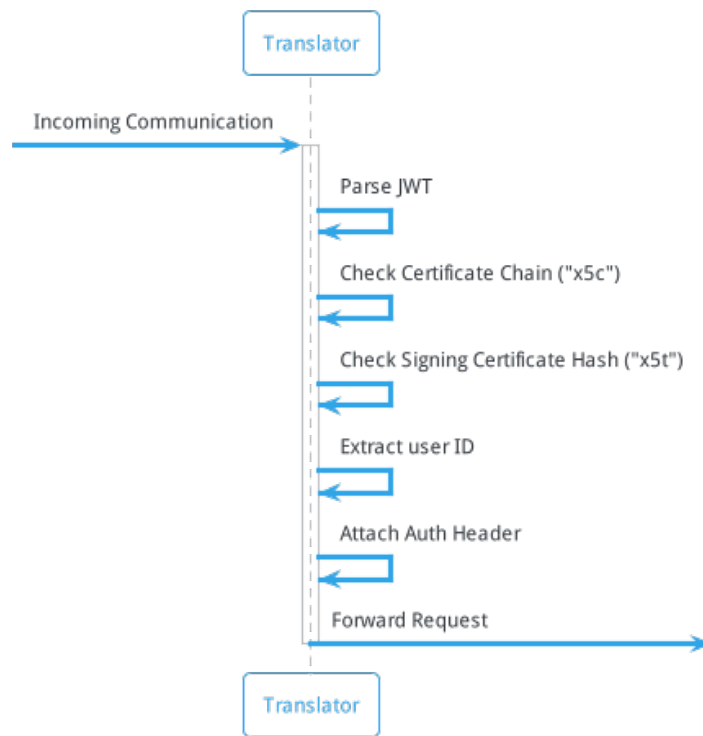 Translator
Incoming Communication
Parse JWT
Check Certificate Chain ("x5c")
Check Signing Certificate Hash ("x5t")
Extract user ID
Attach Auth Header
Forward Request
Translator